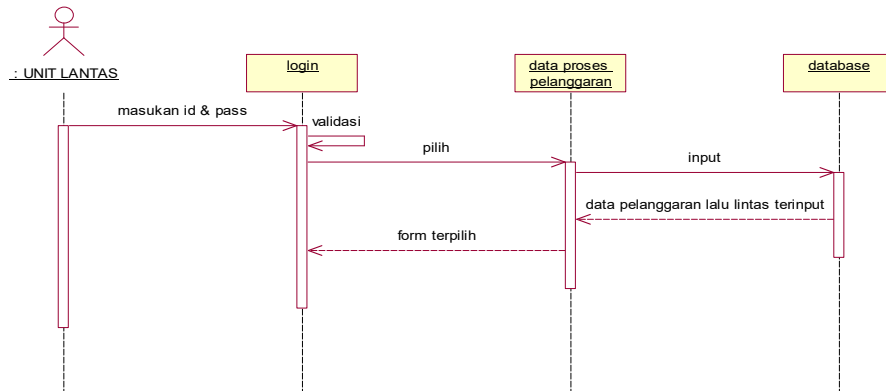 : UNIT LANTAS
login
data proses
pelanggaran
database
masukan id & pass
validasi
pilih
input
data pelanggaran lalu lintas terinput
form terpilih